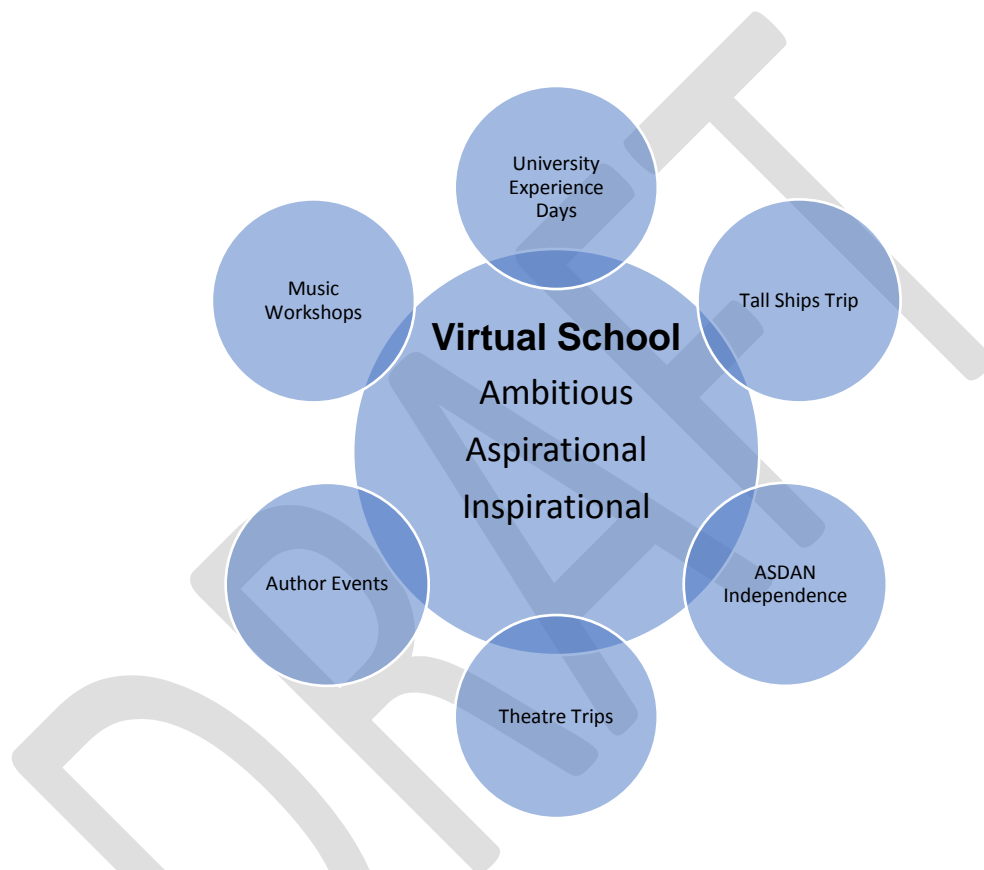 University
Experience
Days
Music
Workshops
Tall Ships Trip
Virtual School
Ambitious
Aspirational
Inspirational
Author Events
ASDAN
Independence
Theatre Trips
DRAFT